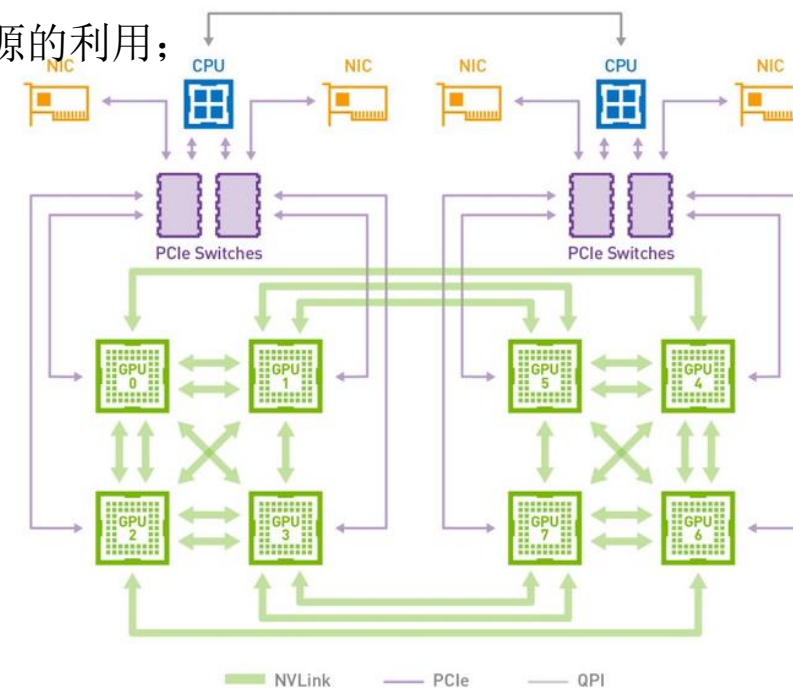 源的利用；
NIC CPU NIC NIC CPU NIC
PCIe Switches PCIe Switches
GPU 0 GPU 1 GPU 5 GPU 4
GPU 2 GPU 3 GPU 7 GPU 6
NVLink PCIe QPI